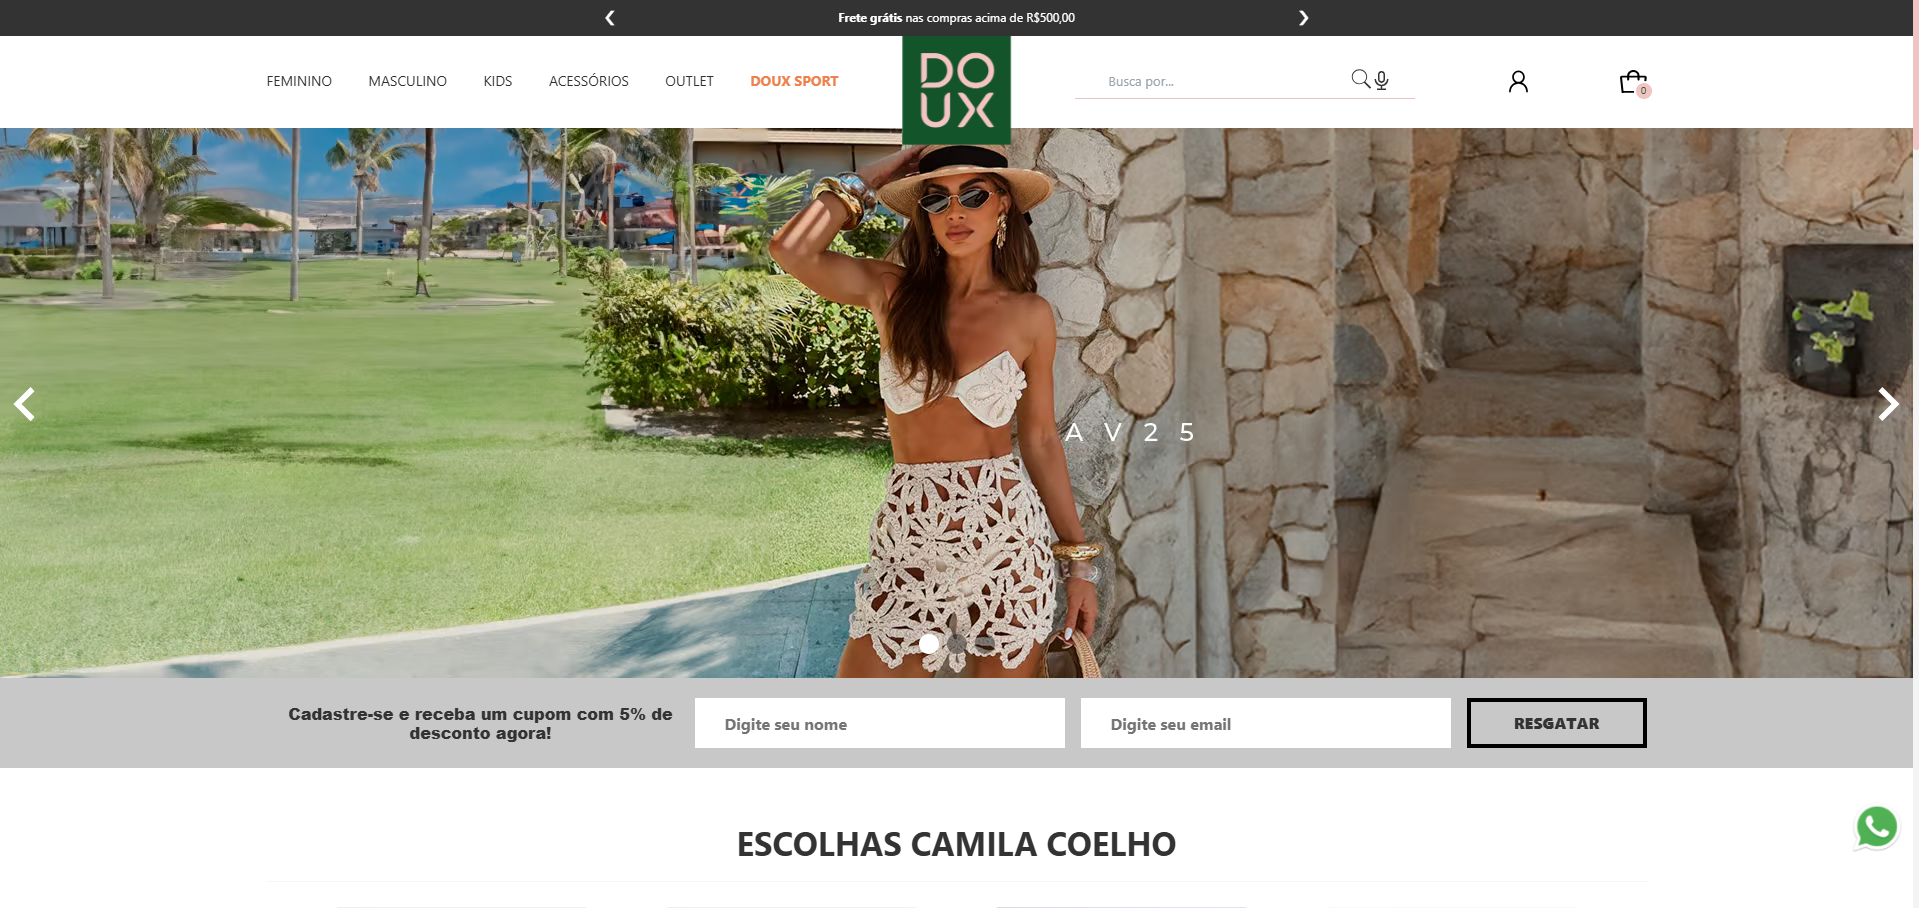 Frete grátis nas compras acima de R$500,00
FEMININO
MASCULINO
KIDS
ACESSÓRIOS
OUTLET
DOUX SPORT
DO
UX
Busca por...
0
AV25
Cadastre-se e receba um cupom com 5% de
desconto agora!
Digite seu nome
Digite seu email
RESGATAR
ESCOLHAS CAMILA COELHO